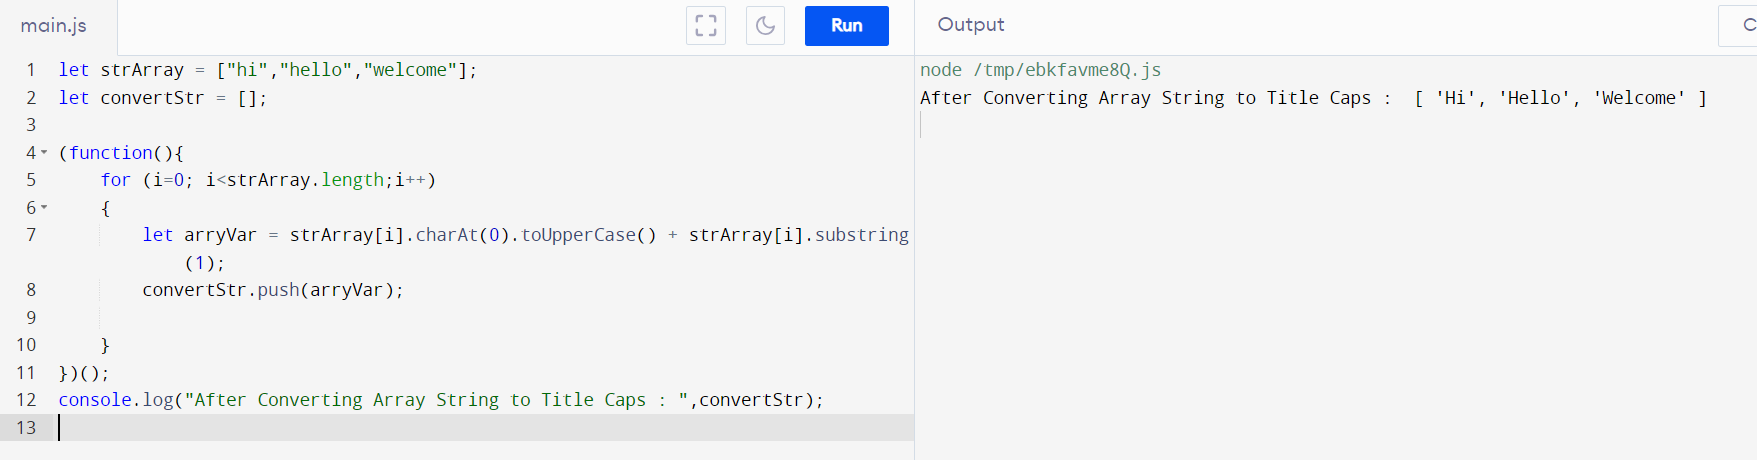 main.js
Run
Output
C
1 let strArray = ["hi","hello","welcome"];
2 let convertStr = [];
3
4 (function(){
5     for (i=0; i<strArray.length;i++)
6     {
7         let arryVar = strArray[i].charAt(0).toUpperCase() + strArray[i].substring
            (1);
8         convertStr.push(arryVar);
9
10     }
11 })();
12 console.log("After Converting Array String to Title Caps : ",convertStr);
13
node /tmp/ebkfavme8Q.js
After Converting Array String to Title Caps :  [ 'Hi', 'Hello', 'Welcome' ]